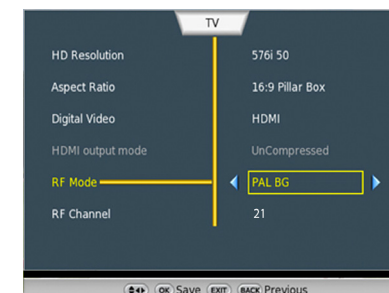 TV
HD Resolution 576i 50
Aspect Ratio 16:9 Pillar Box
Digital Video HDMI
HDMI output mode UnCompressed
RF Mode PAL BG
RF Channel 21
OK Save EXIT BACK Previous